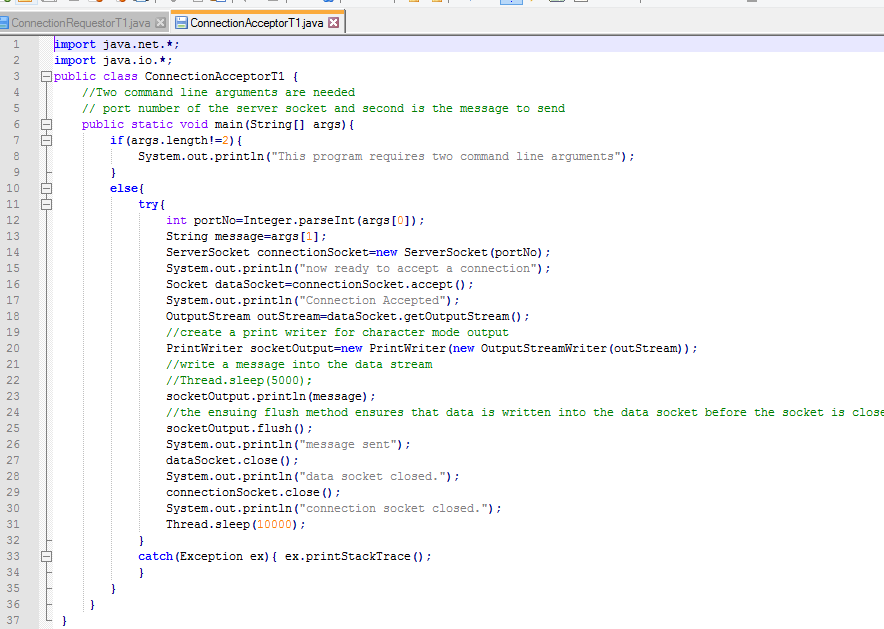 ConnectionRequestorT1.java ConnectionAcceptorT1.java
1 import java.net.*;
2 import java.io.*;
3 public class ConnectionAcceptorT1 {
4 //Two command line arguments are needed
5 // port number of the server socket and second is the message to send
6 public static void main(String[] args){
7 if(args.length!=2){
8 System.out.println("This program requires two command line arguments");
9 }
10 else{
11 try{
12 int portNo=Integer.parseInt(args[0]);
13 String message=args[1];
14 ServerSocket connectionSocket=new ServerSocket(portNo);
15 System.out.println("now ready to accept a connection");
16 Socket dataSocket=connectionSocket.accept();
17 System.out.println("Connection Accepted");
18 OutputStream outStream=dataSocket.getOutputStream();
19 //create a print writer for character mode output
20 PrintWriter socketOutput=new PrintWriter(new OutputStreamWriter(outStream));
21 //write a message into the data stream
22 //Thread.sleep(5000);
23 socketOutput.println(message);
24 //the ensuing flush method ensures that data is written into the data socket before the socket is close
25 socketOutput.flush();
26 System.out.println("message sent");
27 dataSocket.close();
28 System.out.println("data socket closed.");
29 connectionSocket.close();
30 System.out.println("connection socket closed.");
31 Thread.sleep(10000);
32 }
33 catch(Exception ex){ ex.printStackTrace();
34 }
35 }
36 }
37 }